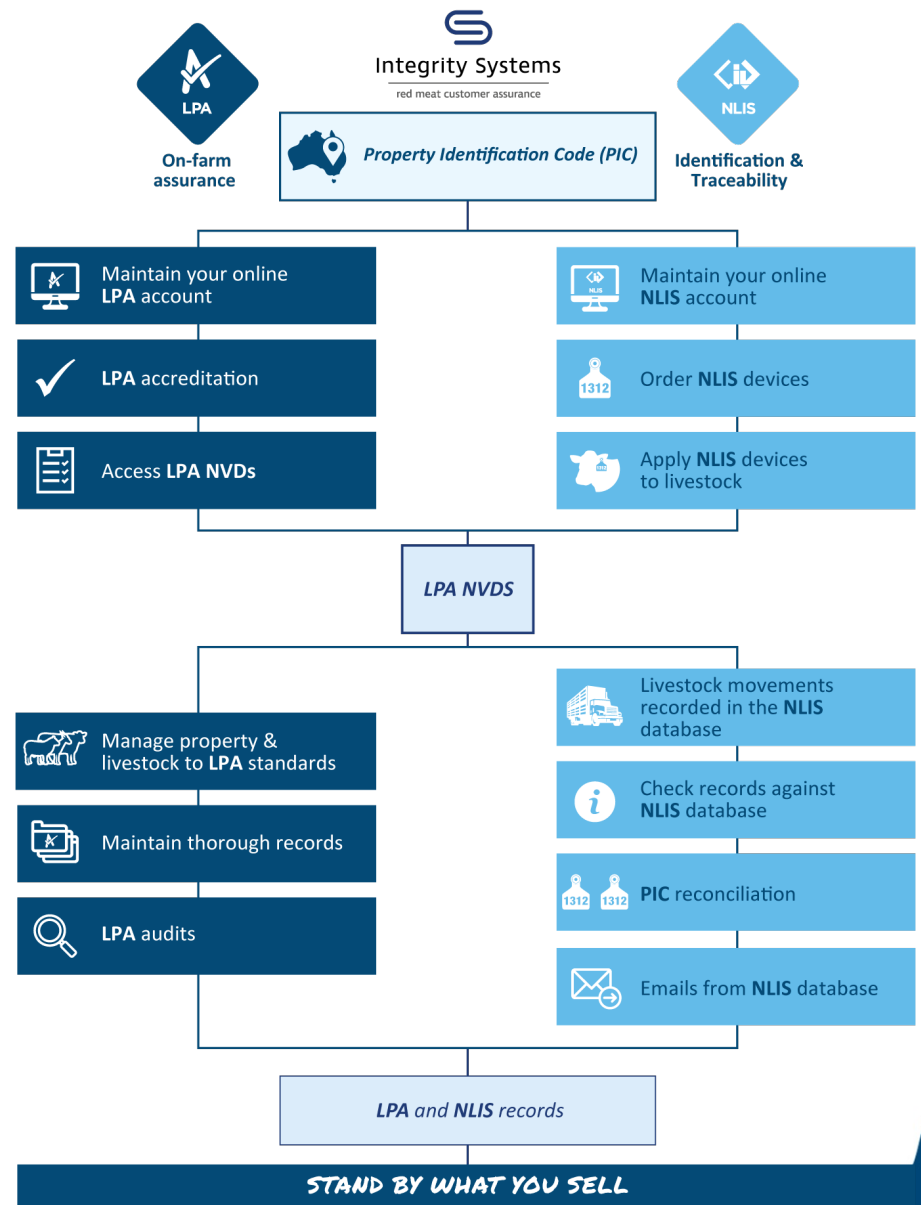 Integrity Systems
red meat customer assurance
LPA
NLIS
On-farm
assurance
Property Identification Code (PIC)
Identification &
Traceability
Maintain your online
LPA account
LPA accreditation
Access LPA NVDs
NLIS
Maintain your online
NLIS account
1312
Order NLIS devices
Apply NLIS devices
to livestock
LPA NVDS
Manage property &
livestock to LPA standards
Maintain thorough records
LPA audits
Livestock movements
recorded in the NLIS
database
i
Check records against
NLIS database
1312 1312
PIC reconciliation
Emails from NLIS database
LPA and NLIS records
STAND BY WHAT YOU SELL